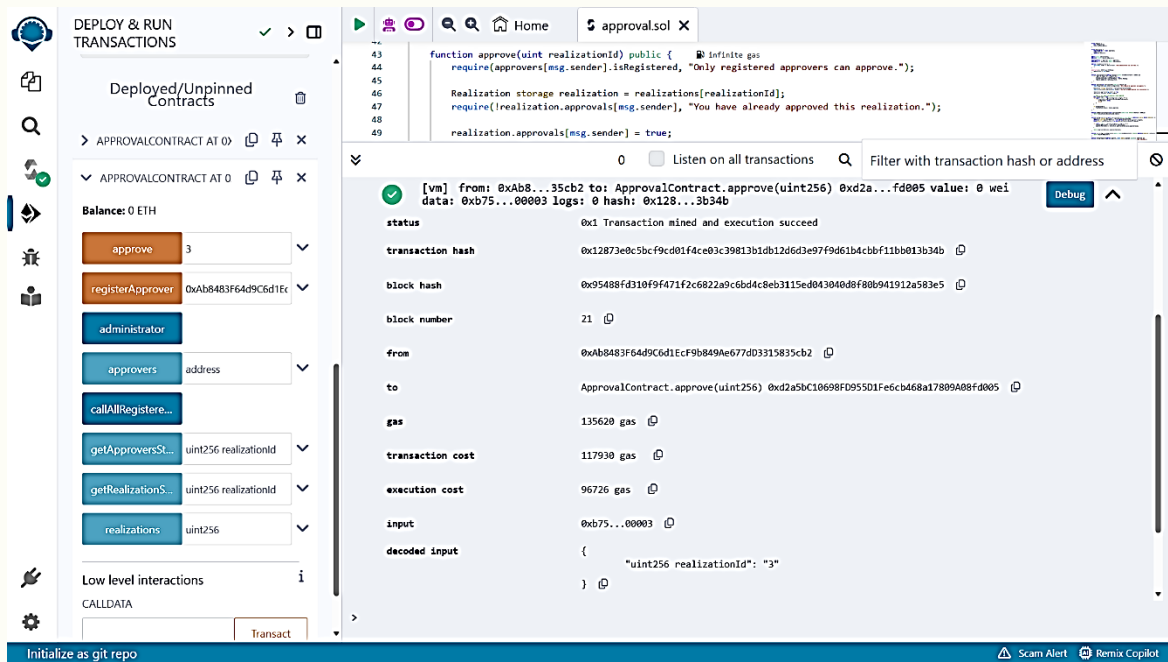 DEPLOY & RUN
TRANSACTIONS
Deployed/Unpinned
Contracts
APPROVALCONTRACT AT 0)
APPROVALCONTRACT AT 0
Balance: 0 ETH
approve 3
registerApprover 0xAb8483F64d9C6d1Ec
administrator
approvers address
callAllRegistere...
getApproversSt... uint256 realizationId
getRealizationS... uint256 realizationId
realizations uint256
Low level interactions i
CALLDATA
Transact
Home approval.sol
42
43 function approve(uint realizationId) public { infinite gas
44 require(approvers[msg.sender].isRegistered, "Only registered approvers can approve.");
45
46 Realization storage realization = realizations[realizationId];
47 require(!realization.approvals[msg.sender], "You have already approved this realization.");
48
49 realization.approvals[msg.sender] = true;
0 Listen on all transactions Filter with transaction hash or address
[vm] from: 0xAb8...35cb2 to: ApprovalContract.approve(uint256) 0xd2a...fd005 value: 0 wei
data: 0xb75...00003 logs: 0 hash: 0x128...3b34b
Debug
status 0x1 Transaction mined and execution succeed
transaction hash 0x12873e0c5bcf9cd01f4ce03c39813b1db12d6d3e97f9d61b4cbbf11bb013b34b
block hash 0x95488fd310f9f471f2c6822a9c6bd4c8eb3115ed043040d8f80b941912a583e5
block number 21
from 0xAb8483F64d9C6d1EcF9b849Ae677dD3315835cb2
to ApprovalContract.approve(uint256) 0xd2a5bC10698FD955D1Fe6cb468a17809A08fd005
gas 135620 gas
transaction cost 117930 gas
execution cost 96726 gas
input 0xb75...00003
decoded input {
"uint256 realizationId": "3"
}
>
Initialize as git repo
Scam Alert Remix Copilot